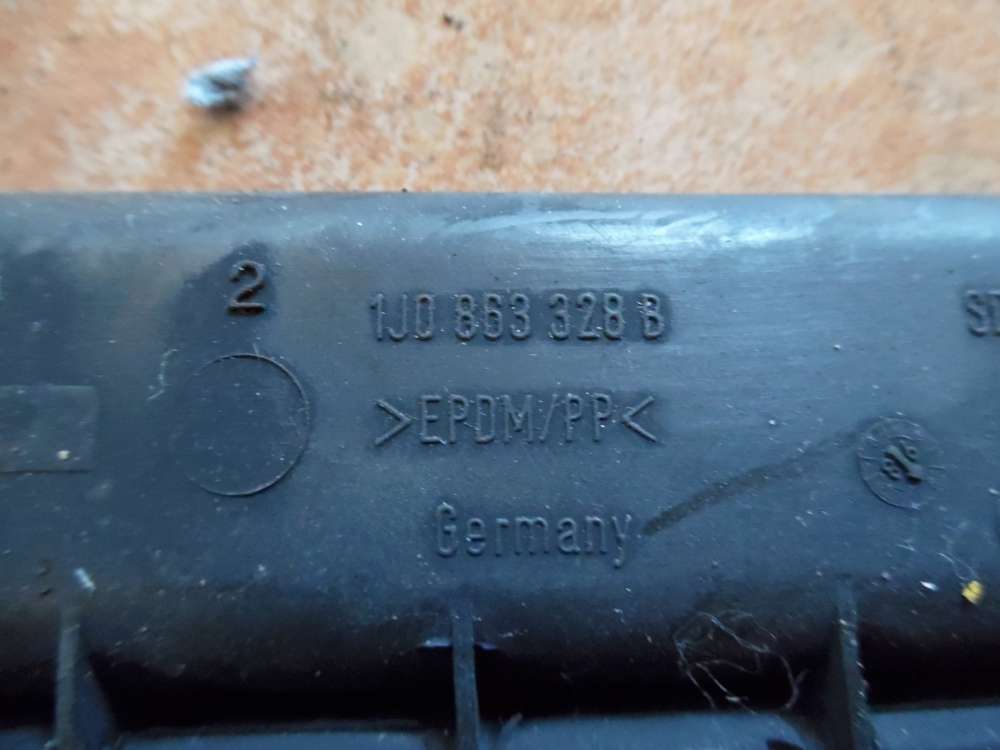 2
1J0 863 328 B
>EPDM/PP<
Germany